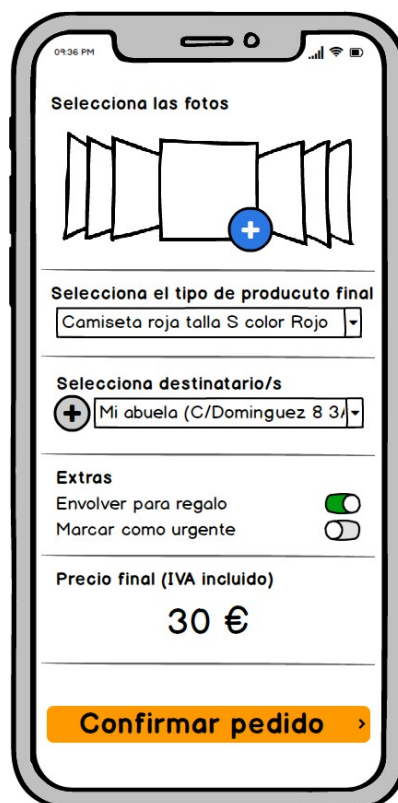 09:36 PM
Selecciona las fotos
Selecciona el tipo de producuto final
Camiseta roja talla S color Rojo
Selecciona destinatario/s
Mi abuela (C/Dominguez 8 3
Extras
Envolver para regalo
Marcar como urgente
Precio final (IVA incluido)
30 €
Confirmar pedido